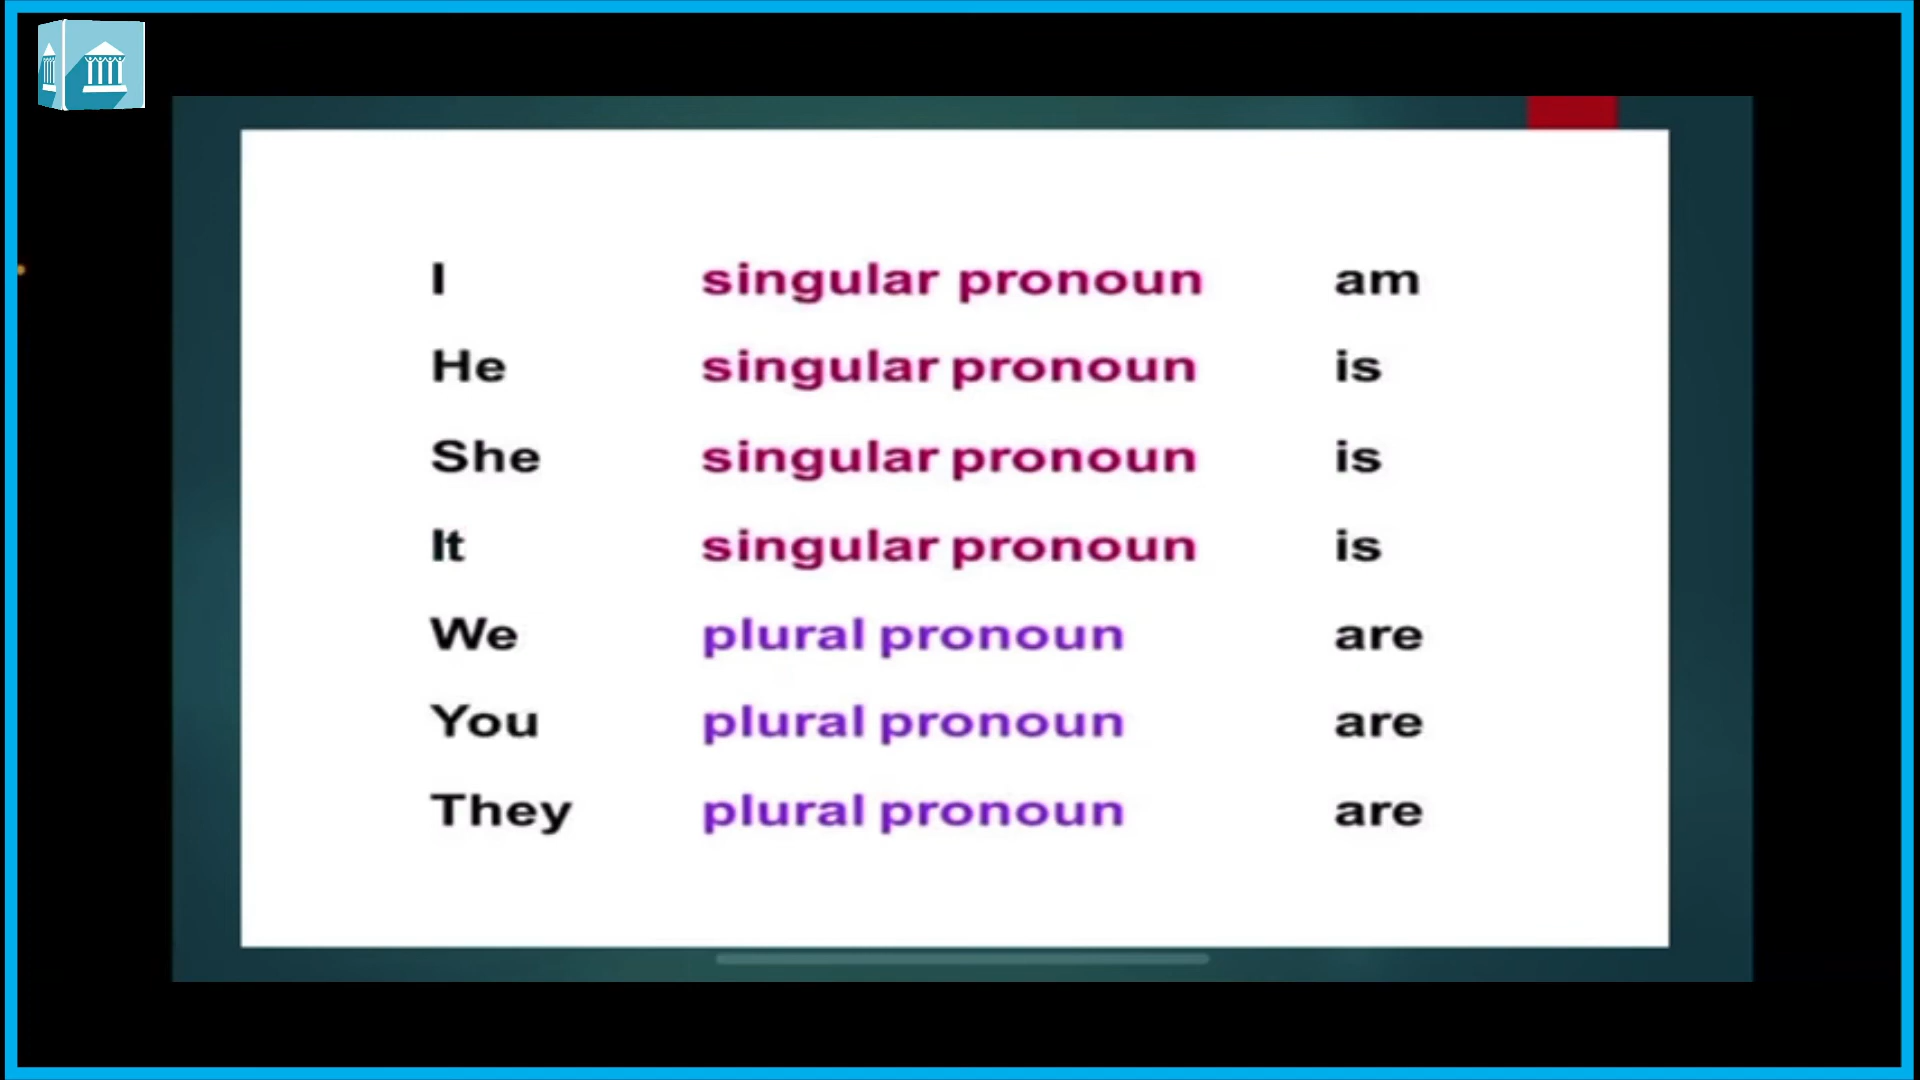 I singular pronoun am
He singular pronoun is
She singular pronoun is
It singular pronoun is
We plural pronoun are
You plural pronoun are
They plural pronoun are